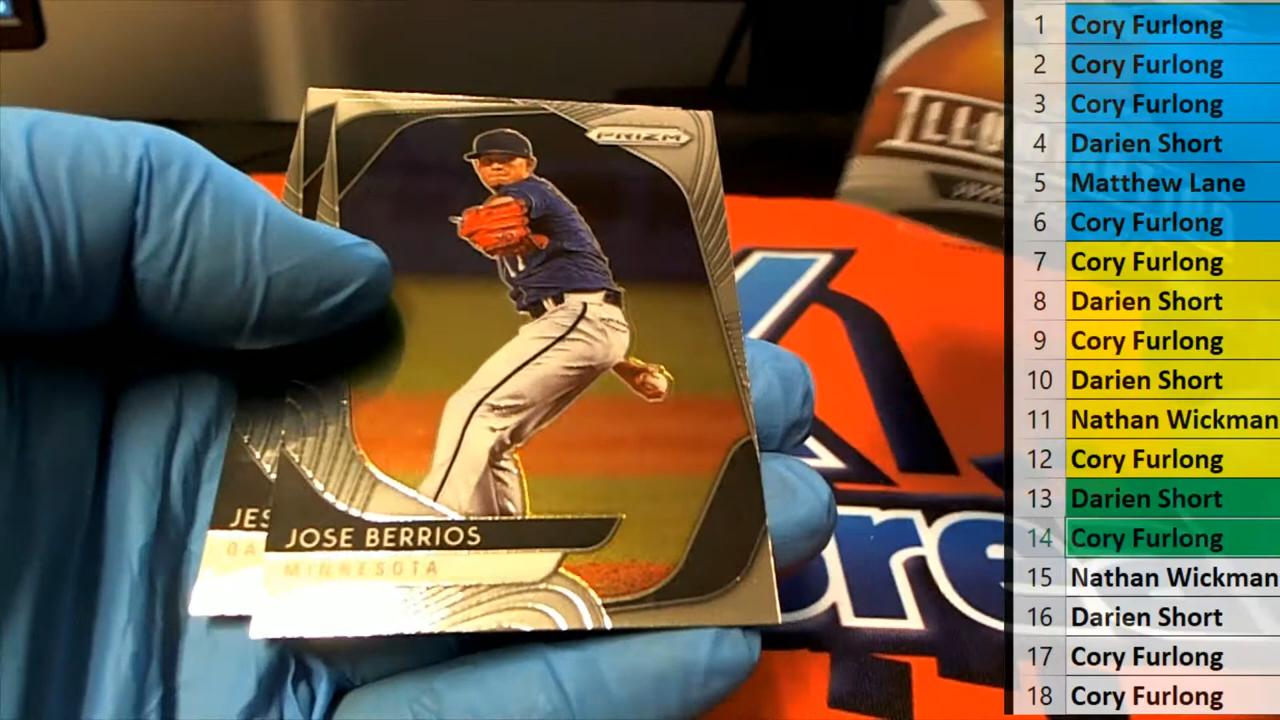 PRIZM
17
JES
JOSE BERRIOS
MINNESOTA
1 Cory Furlong
2 Cory Furlong
3 Cory Furlong
4 Darien Short
5 Matthew Lane
6 Cory Furlong
7 Cory Furlong
8 Darien Short
9 Cory Furlong
10 Darien Short
11 Nathan Wickman
12 Cory Furlong
13 Darien Short
14 Cory Furlong
15 Nathan Wickman
16 Darien Short
17 Cory Furlong
18 Cory Furlong